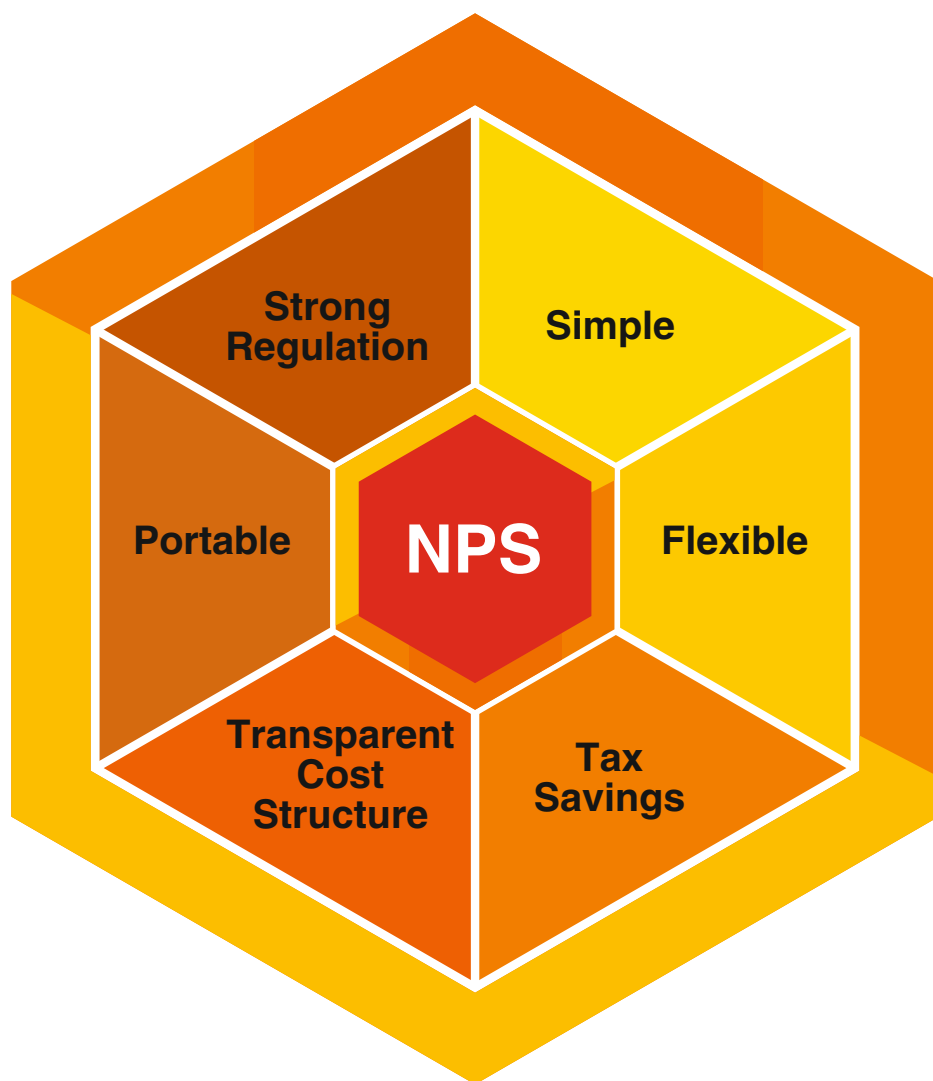 Strong
Regulation
Simple
Portable
NPS
Flexible
Transparent
Cost
Structure
Tax
Savings